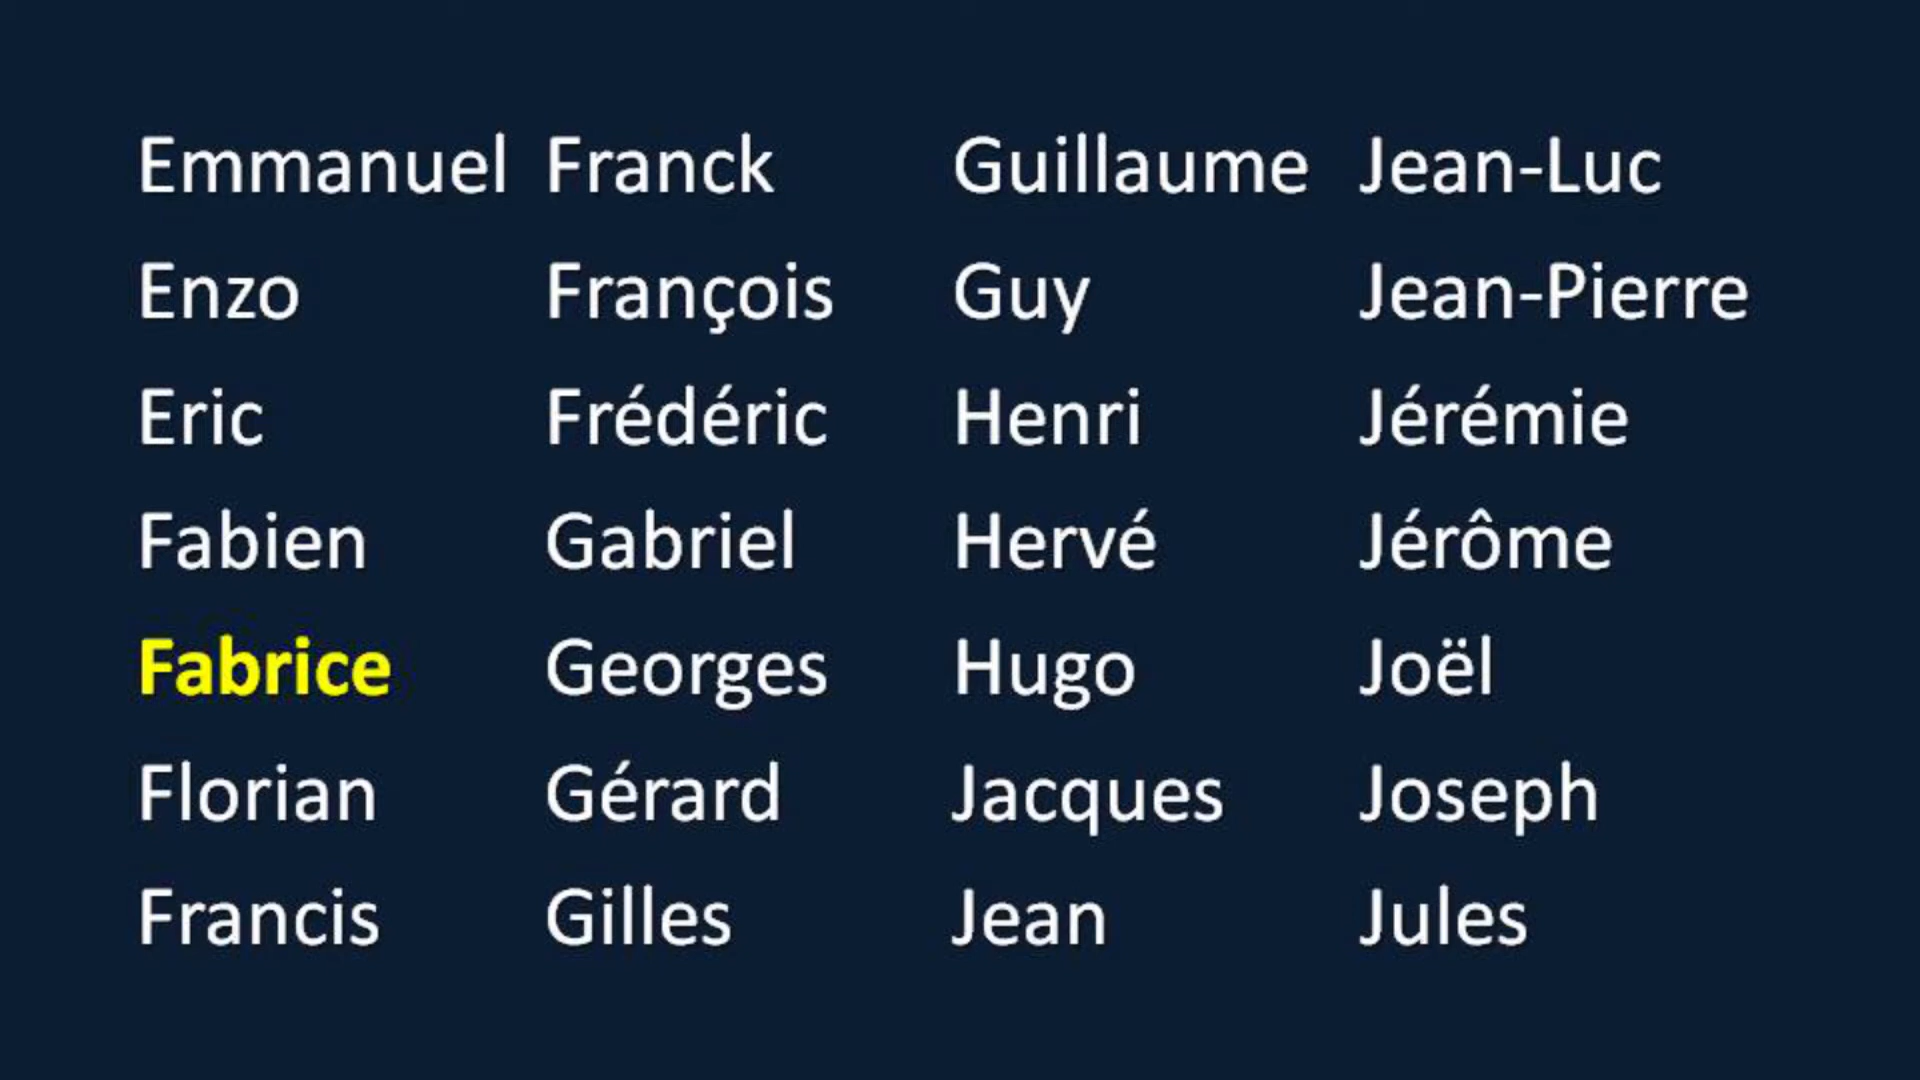 Emmanuel Franck Guillaume Jean-Luc
Enzo François Guy Jean-Pierre
Eric Frédéric Henri Jérémie
Fabien Gabriel Hervé Jérôme
Fabrice Georges Hugo Joël
Florian Gérard Jacques Joseph
Francis Gilles Jean Jules